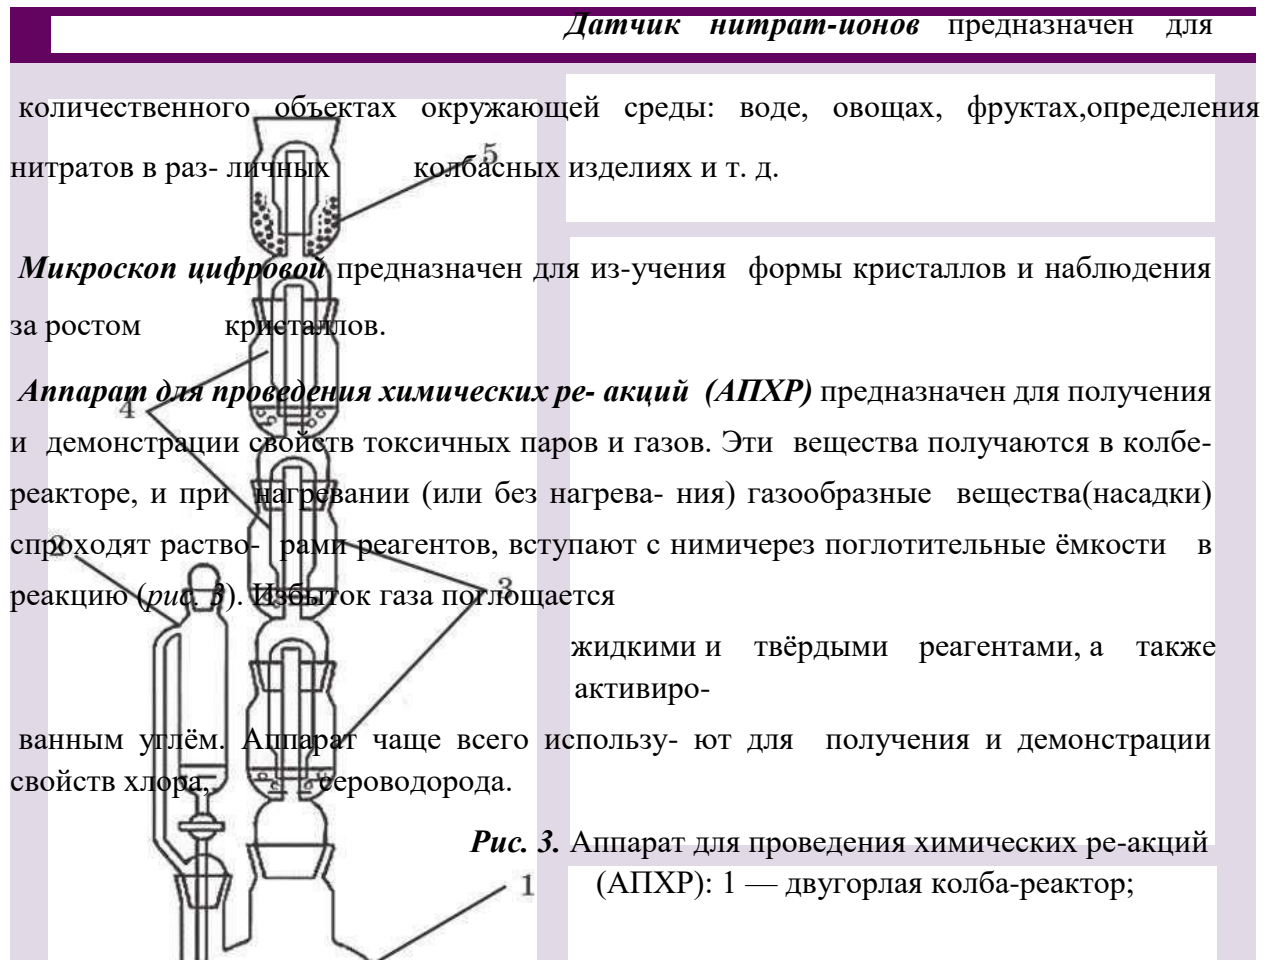 Датчик нитрат-ионов предназначен для
количественного объектах окружающей среды: воде, овощах, фруктах,определения
нитратов в раз- личных колбасных изделиях и т. д.
5
Микроскоп цифровой предназначен для из-учения формы кристаллов и наблюдения
за ростом кристаллов.
Аппарат для проведения химических ре- акций (АПХР) предназначен для получения
4
и демонстрации свойств токсичных паров и газов. Эти вещества получаются в колбе-
реакторе, и при нагревании (или без нагрева- ния) газообразные вещества(насадки)
спроходят раство- рами реагентов, вступают с нимичерез поглотительные ёмкости в
2
реакцию (рис. 3). Избыток газа поглощается
3
жидкими и твёрдыми реагентами, а также
активиро-
ванным углём. Аппарат чаще всего использу- ют для получения и демонстрации
свойств хлора, сероводорода.
Рис. 3. Аппарат для проведения химических ре-акций
(АПХР): 1 — двугорлая колба-реактор;
1